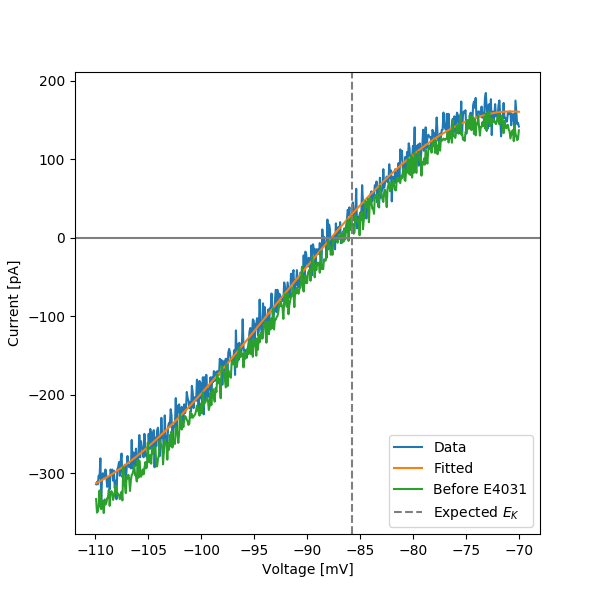 200
100
0
−100
−200
−300
Current [pA]
Data
Fitted
Before E4031
Expected E_K
−110 −105 −100 −95 −90 −85 −80 −75 −70
Voltage [mV]